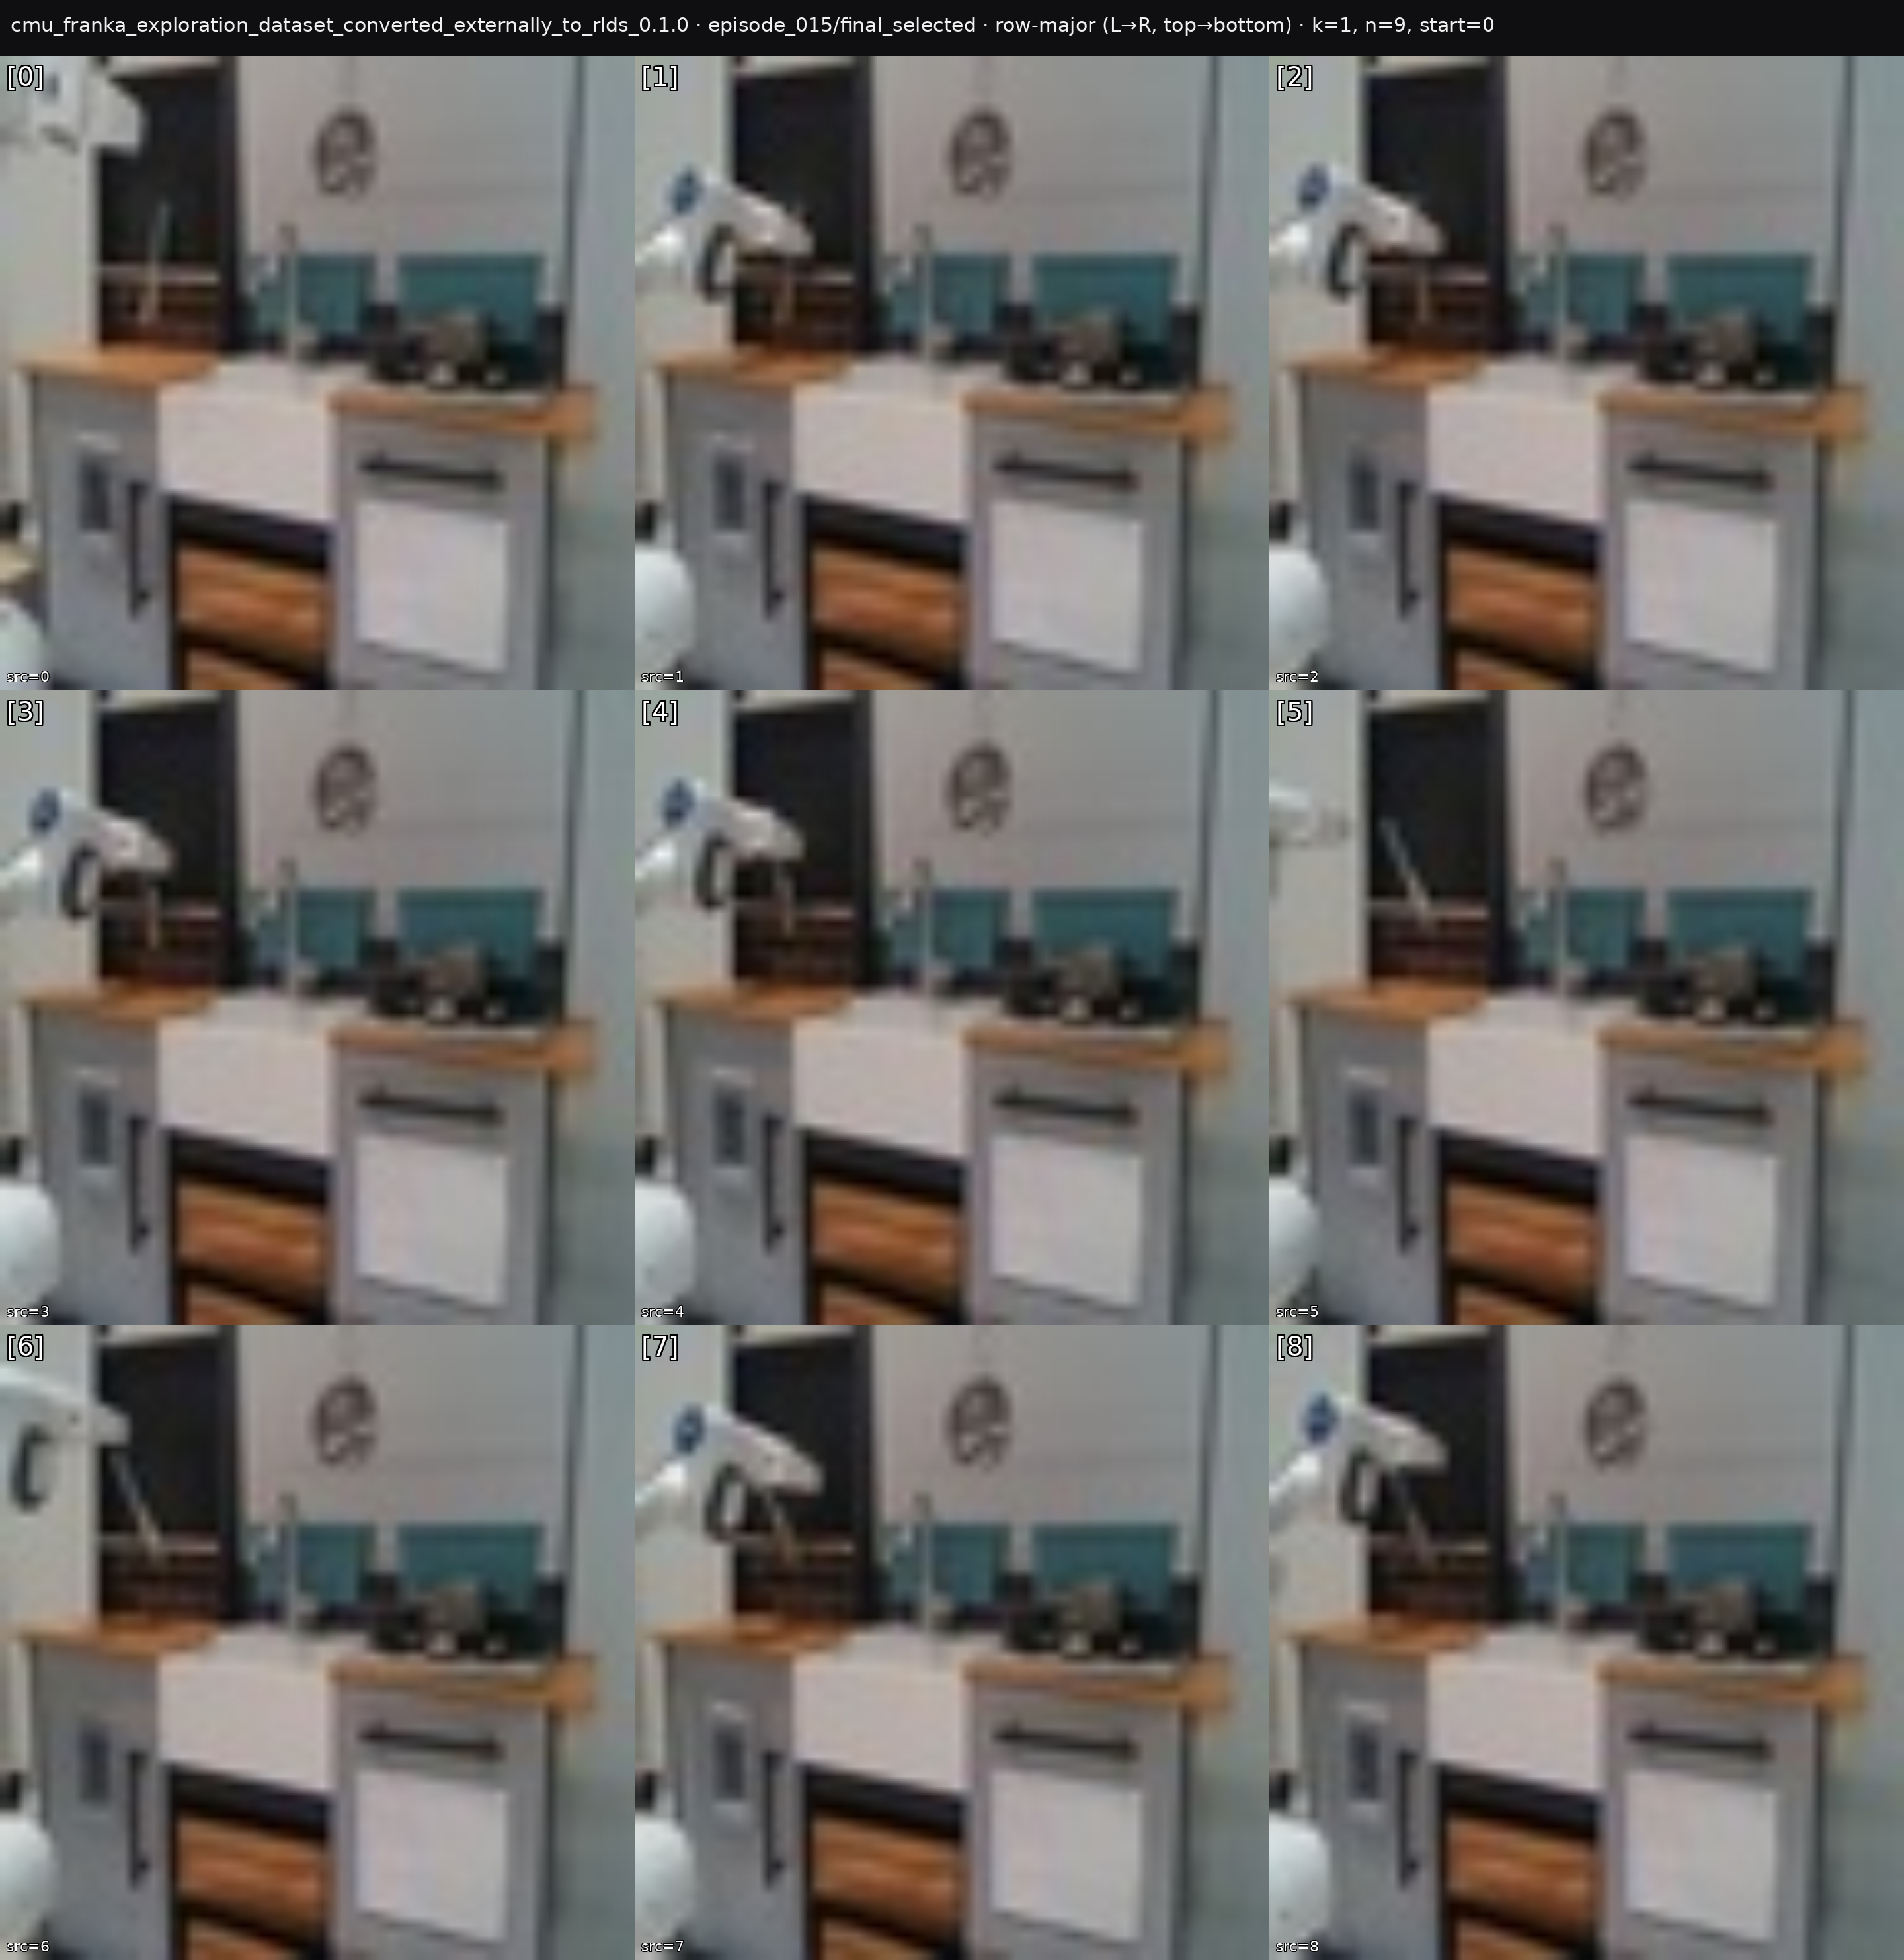 cmu_franka_exploration_dataset_converted_externally_to_rlds_0.1.0 · episode_015/final_selected · row-major (L→R, top→bottom) · k=1, n=9, start=0
[0]
[1]
[2]
src=0
src=1
src=2
[3]
[4]
[5]
src=3
src=4
src=5
[6]
[7]
[8]
src=6
src=7
src=8